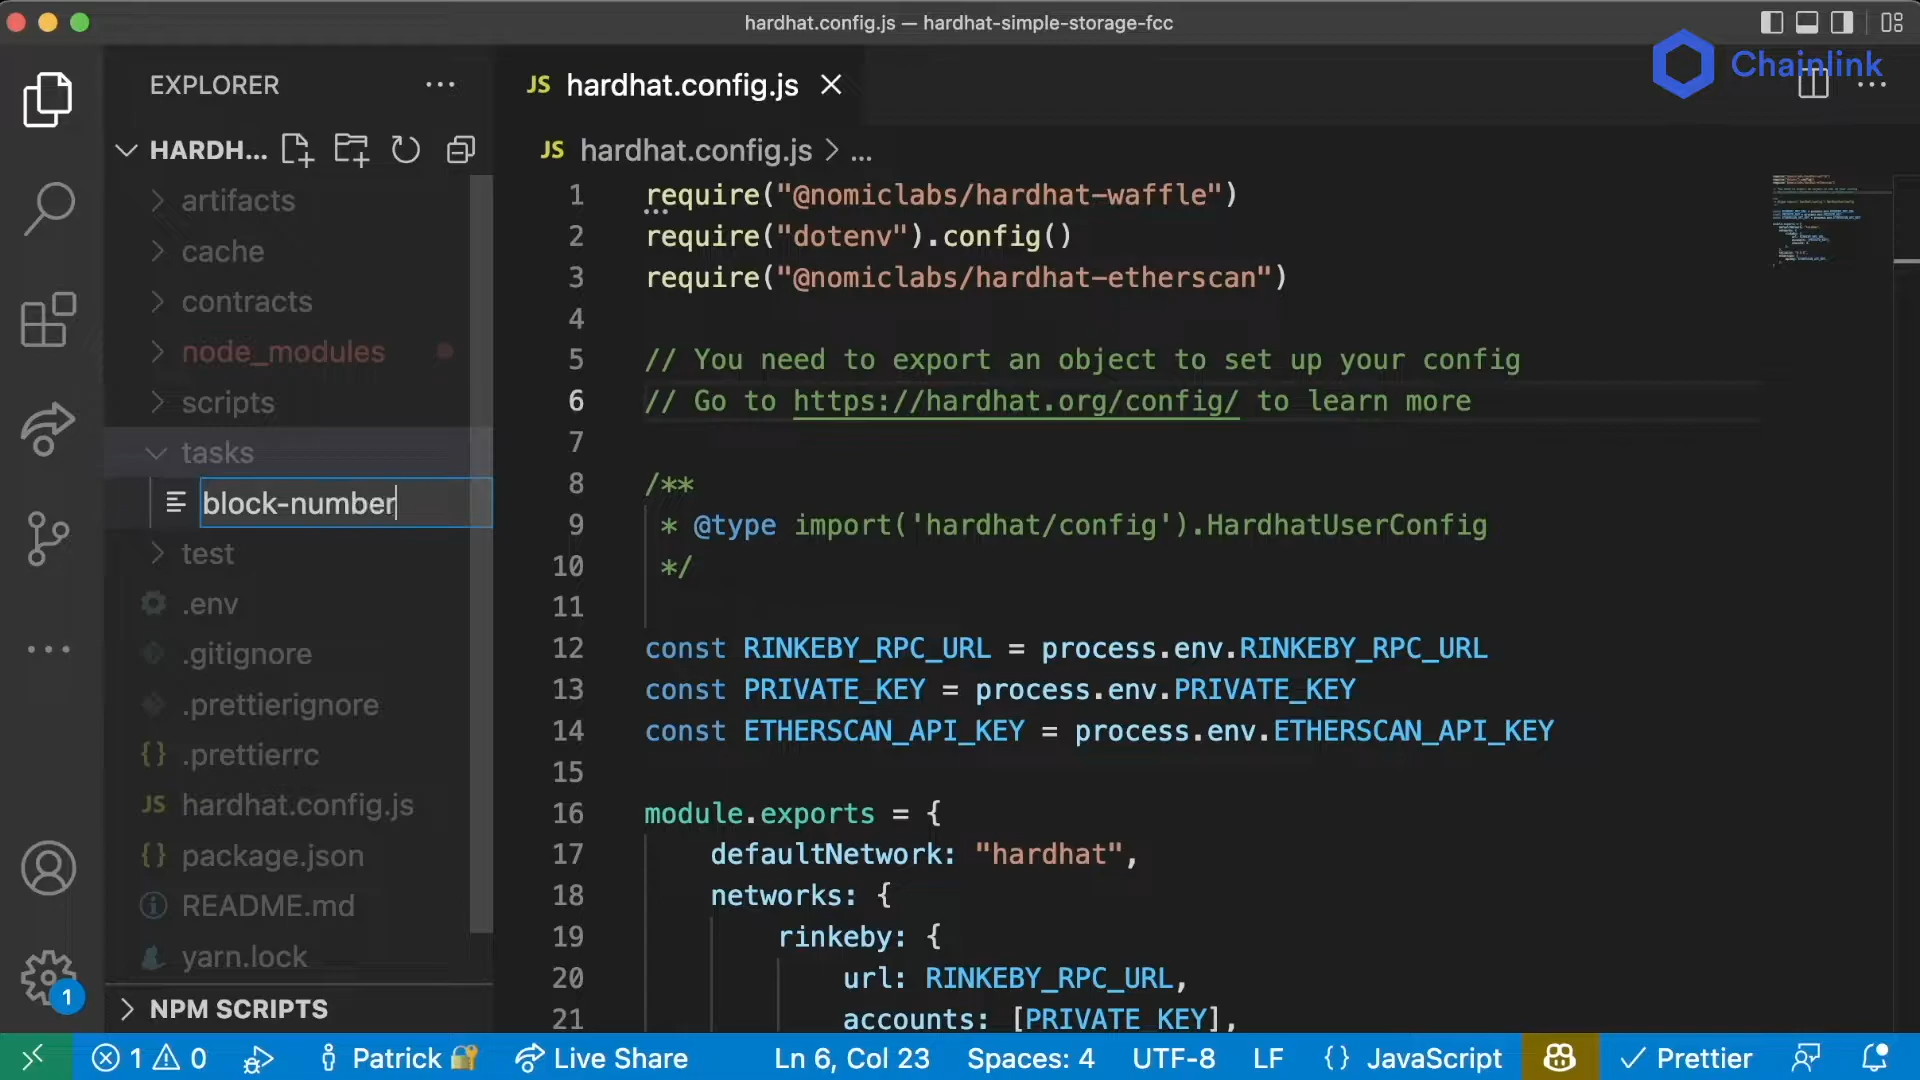 hardhat.config.js — hardhat-simple-storage-fcc
Chainlink
EXPLORER
HARDH...
artifacts
cache
contracts
node_modules
scripts
tasks
block-number
test
.env
.gitignore
.prettierignore
{} .prettierrc
JS hardhat.config.js
{} package.json
README.md
yarn.lock
NPM SCRIPTS
1
JS hardhat.config.js
JS hardhat.config.js > ...
1 require("@nomiclabs/hardhat-waffle")
2 require("dotenv").config()
3 require("@nomiclabs/hardhat-etherscan")
4
5 // You need to export an object to set up your config
6 // Go to https://hardhat.org/config/ to learn more
7
8 /**
9 * @type import('hardhat/config').HardhatUserConfig
10 */
11
12 const RINKEBY_RPC_URL = process.env.RINKEBY_RPC_URL
13 const PRIVATE_KEY = process.env.PRIVATE_KEY
14 const ETHERSCAN_API_KEY = process.env.ETHERSCAN_API_KEY
15
16 module.exports = {
17 defaultNetwork: "hardhat",
18 networks: {
19 rinkeby: {
20 url: RINKEBY_RPC_URL,
21 accounts: [PRIVATE_KEY],
1 0 Patrick Live Share Ln 6, Col 23 Spaces: 4 UTF-8 LF {} JavaScript Prettier